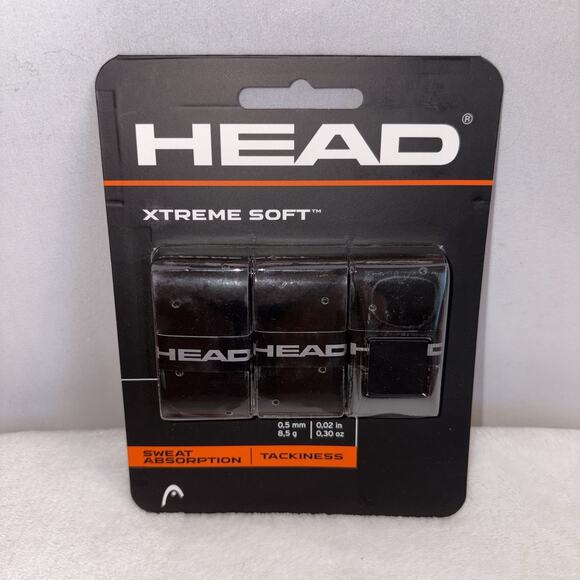 HEAD®
XTREME SOFT™
HEAD HEAD HEAD
0,5 mm | 0,02 in
8,5 g | 0,30 oz
SWEAT
ABSORPTION | TACKINESS